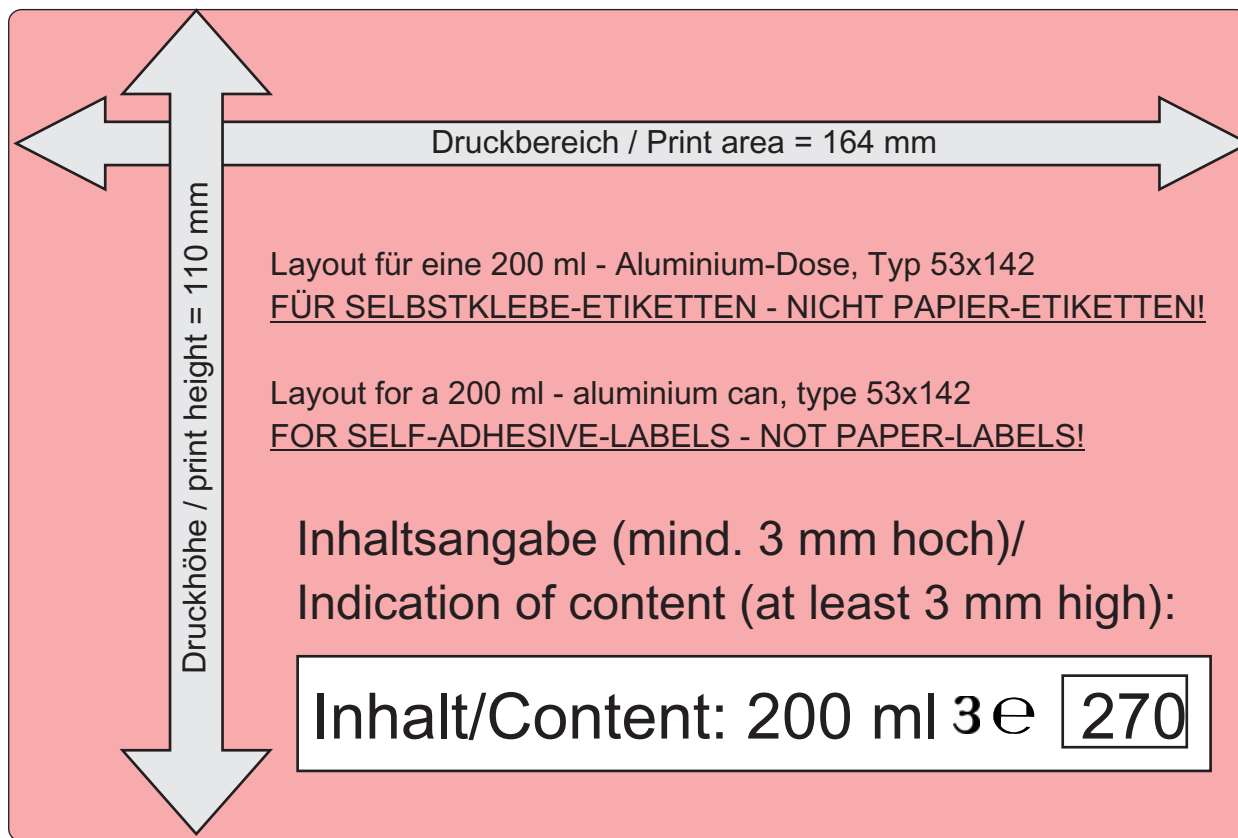 Druckbereich / Print area = 164 mm
Druckhöhe / print height = 110 mm
Layout für eine 200 ml - Aluminium-Dose, Typ 53x142
FÜR SELBSTKLEBE-ETIKETTEN - NICHT PAPIER-ETIKETTEN!
Layout for a 200 ml - aluminium can, type 53x142
FOR SELF-ADHESIVE-LABELS - NOT PAPER-LABELS!
Inhaltsangabe (mind. 3 mm hoch)/
Indication of content (at least 3 mm high):
Inhalt/Content: 200 ml 3 ℮ 270